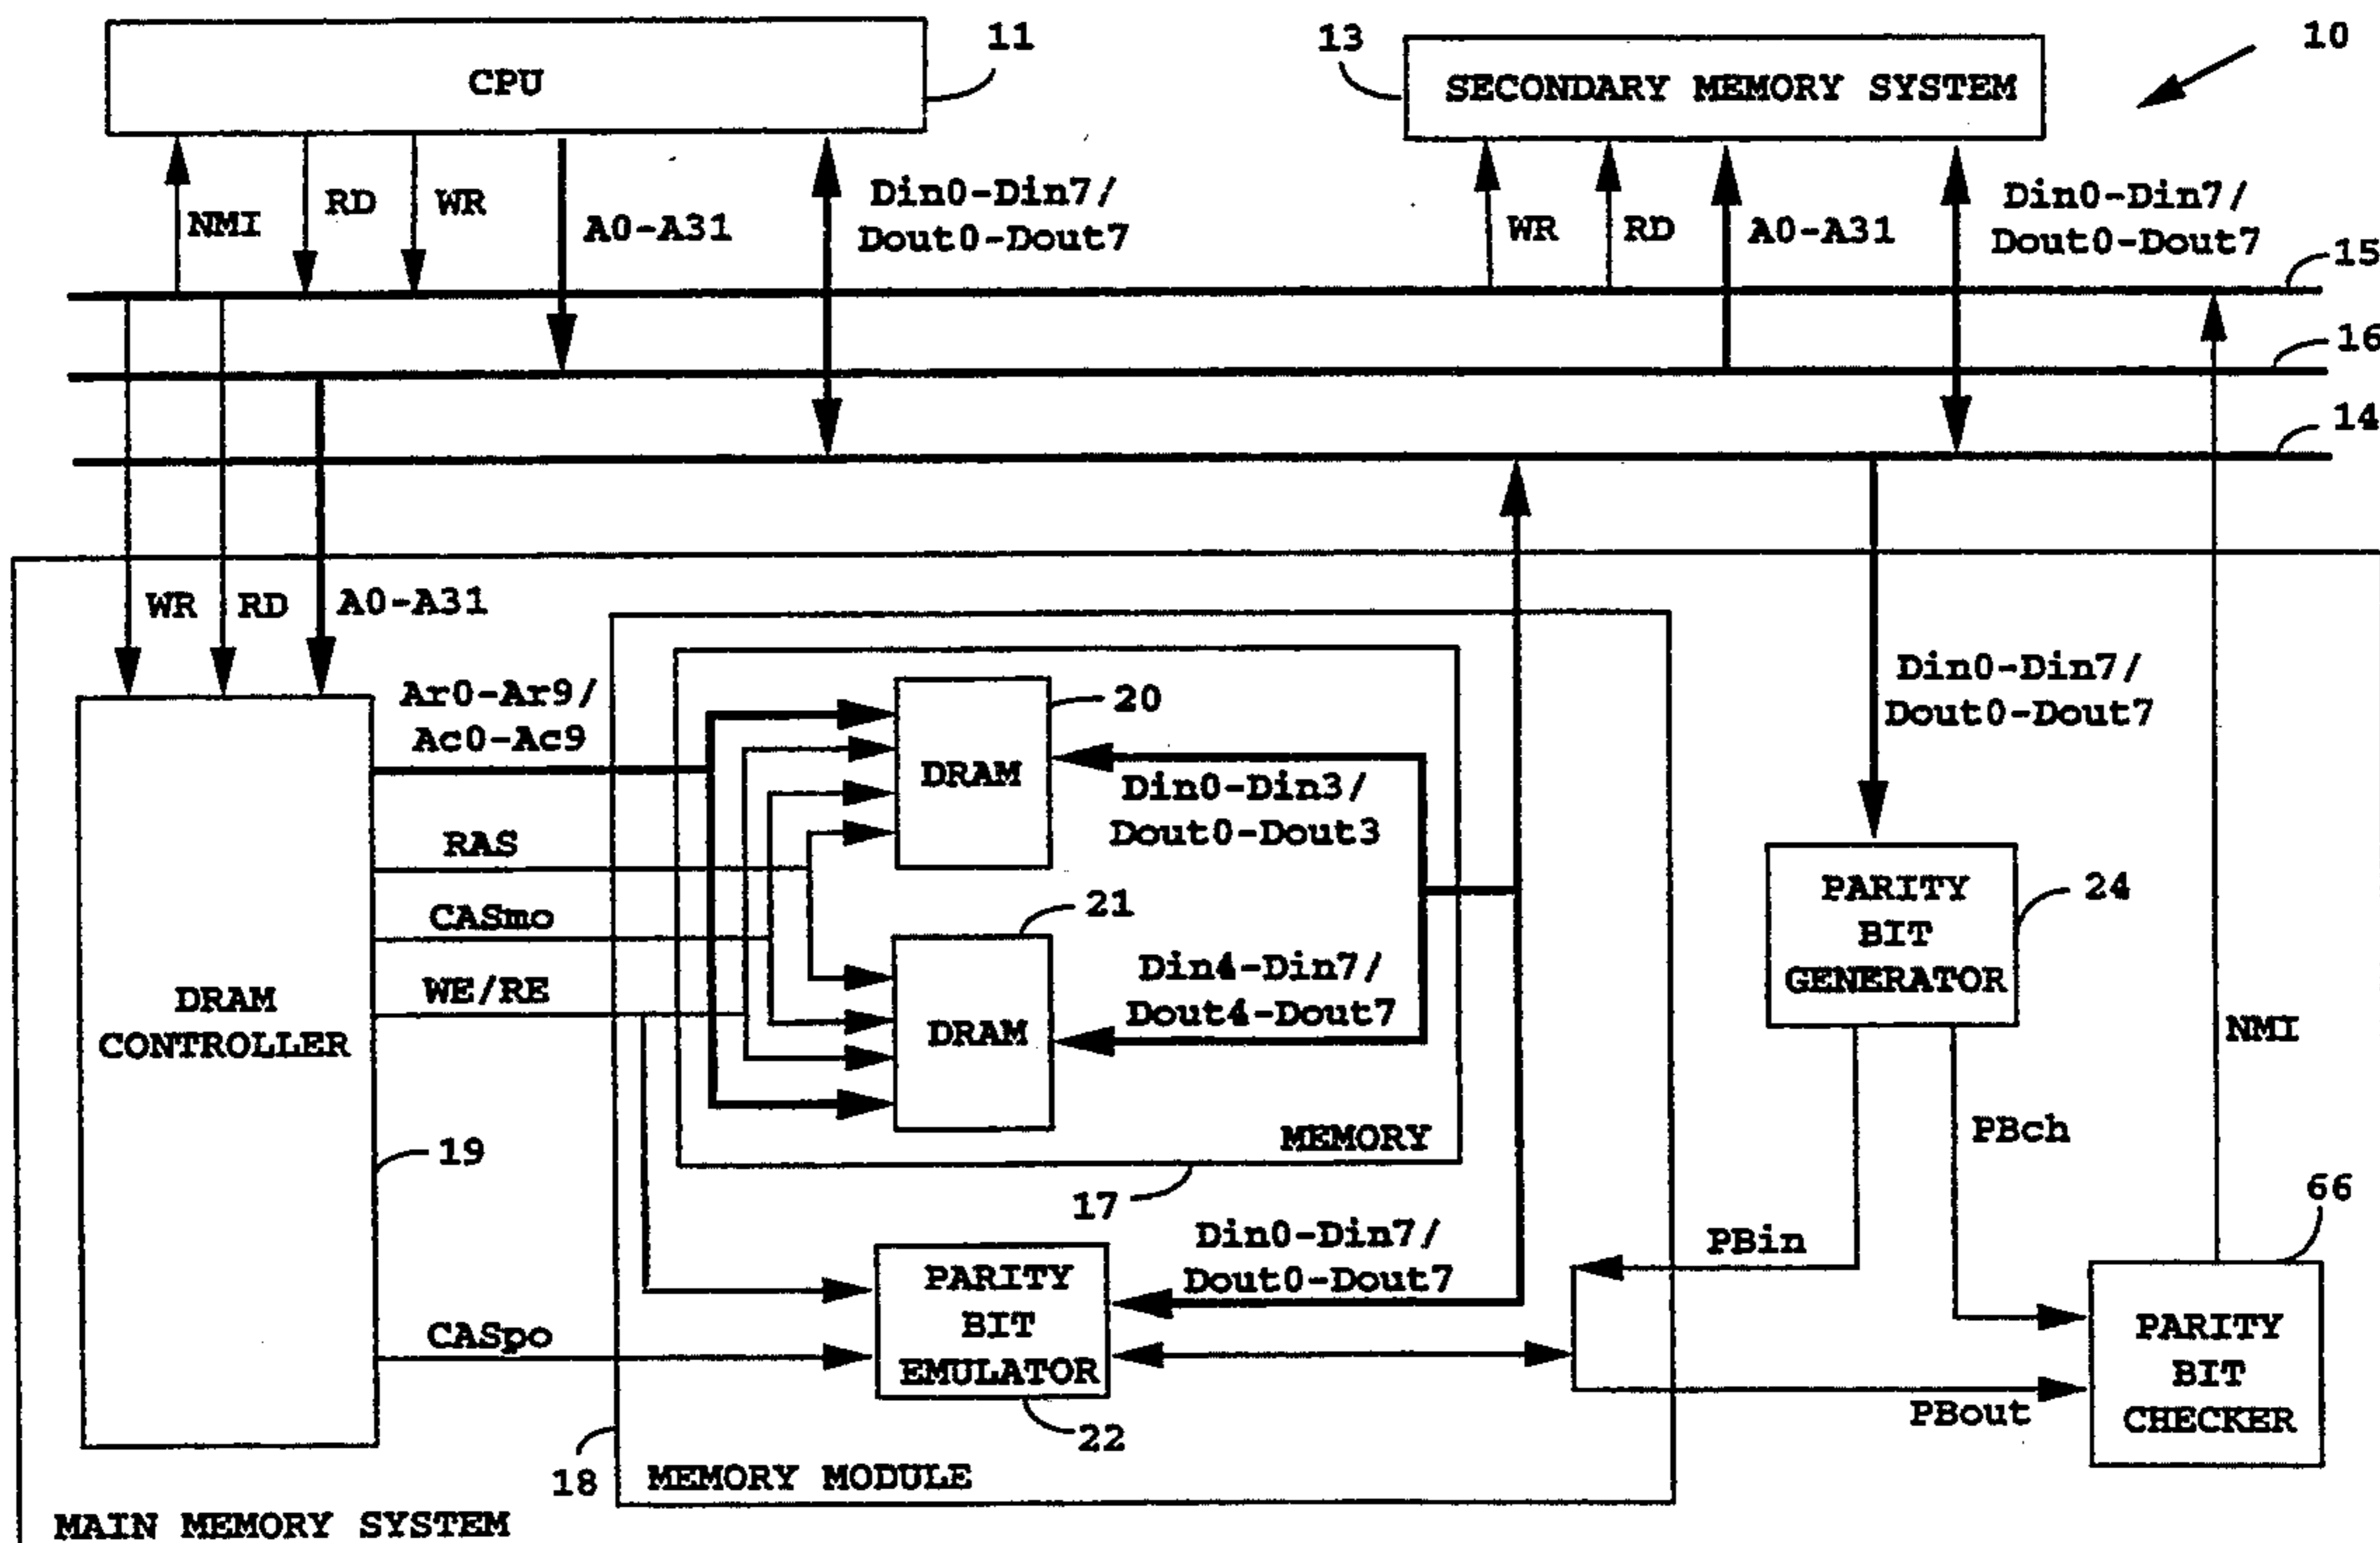 CPU
11
13
SECONDARY MEMORY SYSTEM
10
NMI
RD
WR
A0-A31
Din0-Din7/
Dout0-Dout7
WR
RD
A0-A31
Din0-Din7/
Dout0-Dout7
15
16
14
WR
RD
A0-A31
Ar0-Ar9/
Ac0-Ac9
20
DRAM
Din0-Din3/
Dout0-Dout3
Din0-Din7/
Dout0-Dout7
RAS
CASmo
WE/RE
21
DRAM
Din4-Din7/
Dout4-Dout7
PARITY
BIT
GENERATOR
24
DRAM
CONTROLLER
NMI
MEMORY
PBch
19
17
66
PARITY
BIT
EMULATOR
Din0-Din7/
Dout0-Dout7
PBin
CASpo
PARITY
BIT
CHECKER
PBout
22
18
MEMORY MODULE
MAIN MEMORY SYSTEM